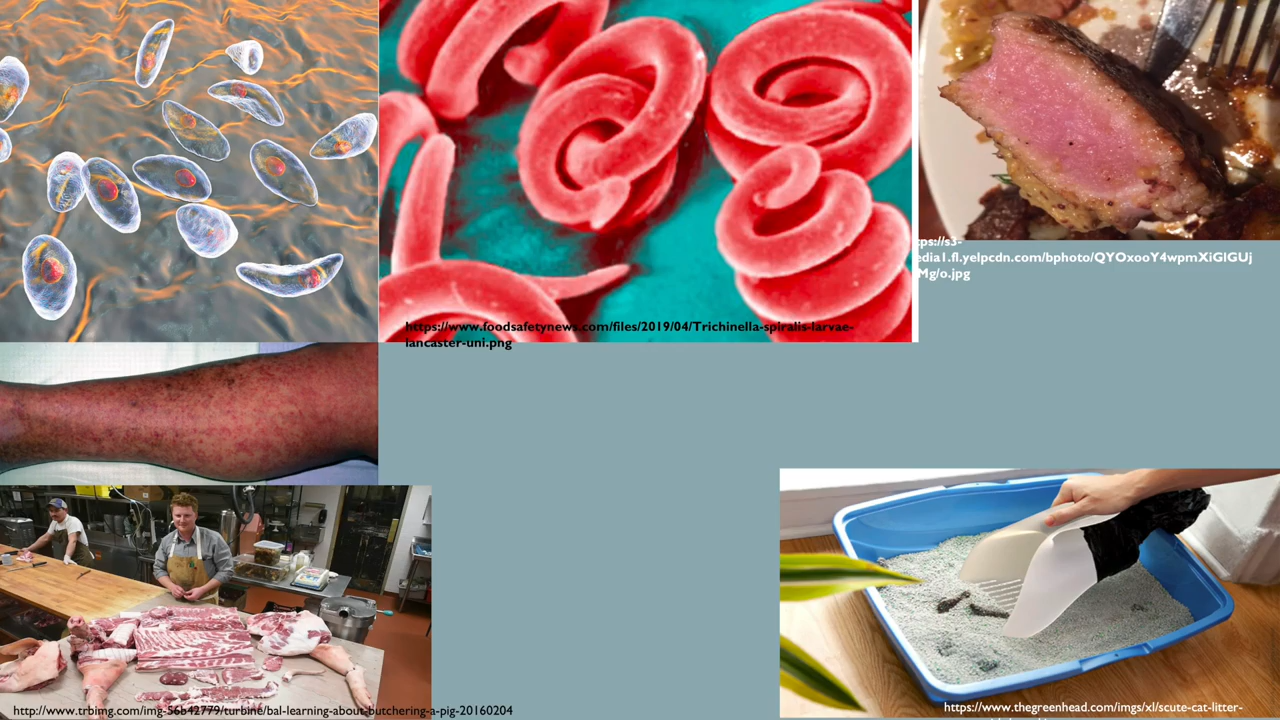 tps://s3-
edia1.fl.yelpcdn.com/bphoto/QYOxooY4wpmXiGlGUj
Mg/o.jpg
https://www.foodsafetynews.com/files/2019/04/Trichinella-spiralis-larvae-
lancaster-uni.png
http://www.trbimg.com/img-56b42779/turbine/bal-learning-about-butchering-a-pig-20160204
https://www.thegreenhead.com/imgs/xl/scute-cat-litter-